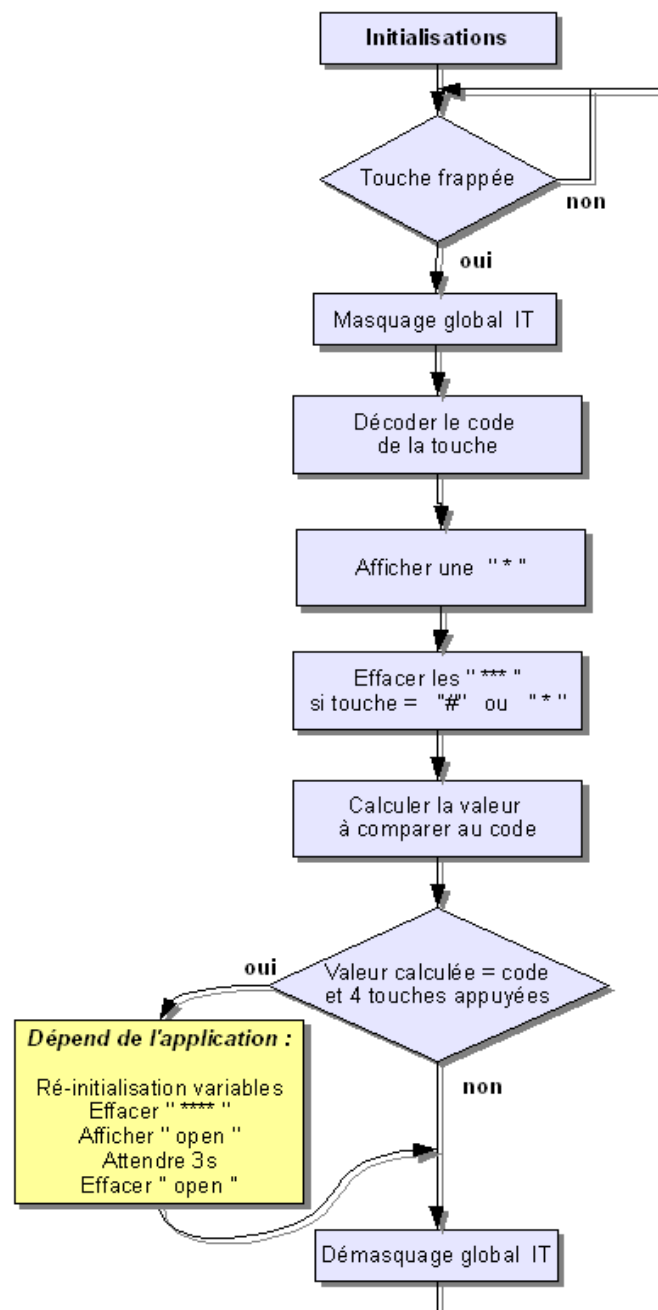 Initialisations
Touche frappée
non
oui
Masquage global IT
Décoder le code
de la touche
Afficher une " * "
Effacer les " *** "
si touche = "#" ou " * "
Calculer la valeur
à comparer au code
oui
Valeur calculée = code
et 4 touches appuyées
non
Dépend de l'application :
Ré-initialisation variables
Effacer " **** "
Afficher " open "
Attendre 3s
Effacer " open "
Démasquage global IT